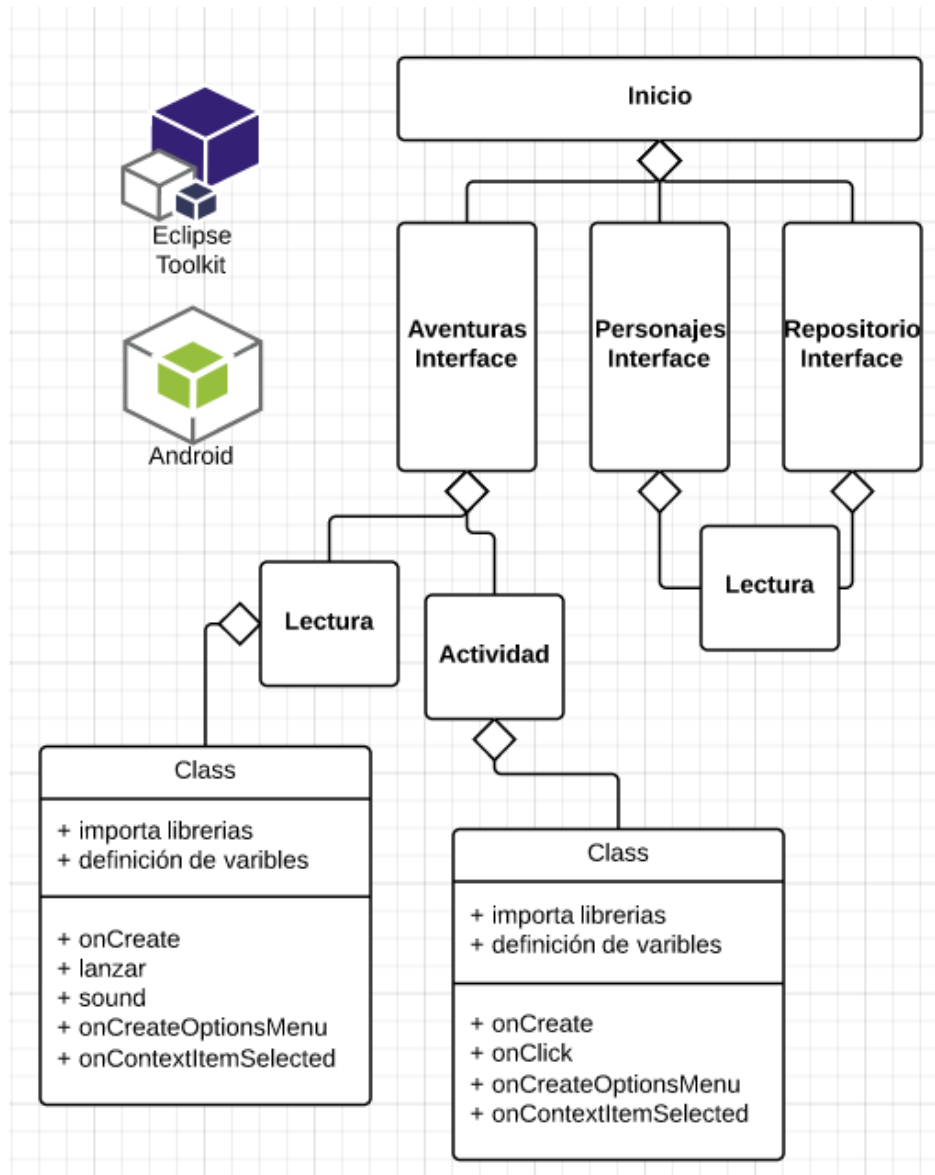 Inicio
Eclipse
Toolkit
Aventuras
Interface
Personajes
Interface
Repositorio
Interface
Android
Lectura
Actividad
Lectura
Class
+ importa librerias
+ definición de varibles
+ onCreate
+ lanzar
+ sound
+ onCreateOptionsMenu
+ onContextItemSelected
Class
+ importa librerias
+ definición de varibles
+ onCreate
+ onClick
+ onCreateOptionsMenu
+ onContextItemSelected